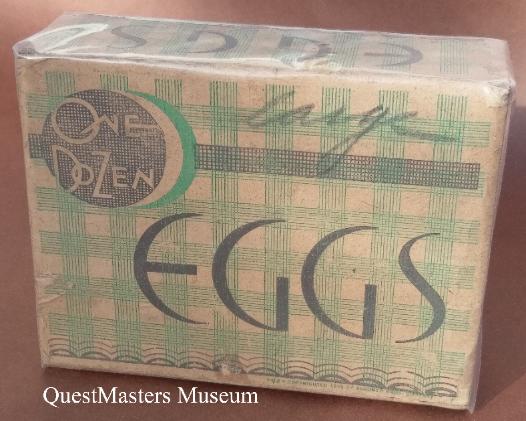 EGGS
Large
ONE
DOZEN
EGGS
QuestMasters Museum